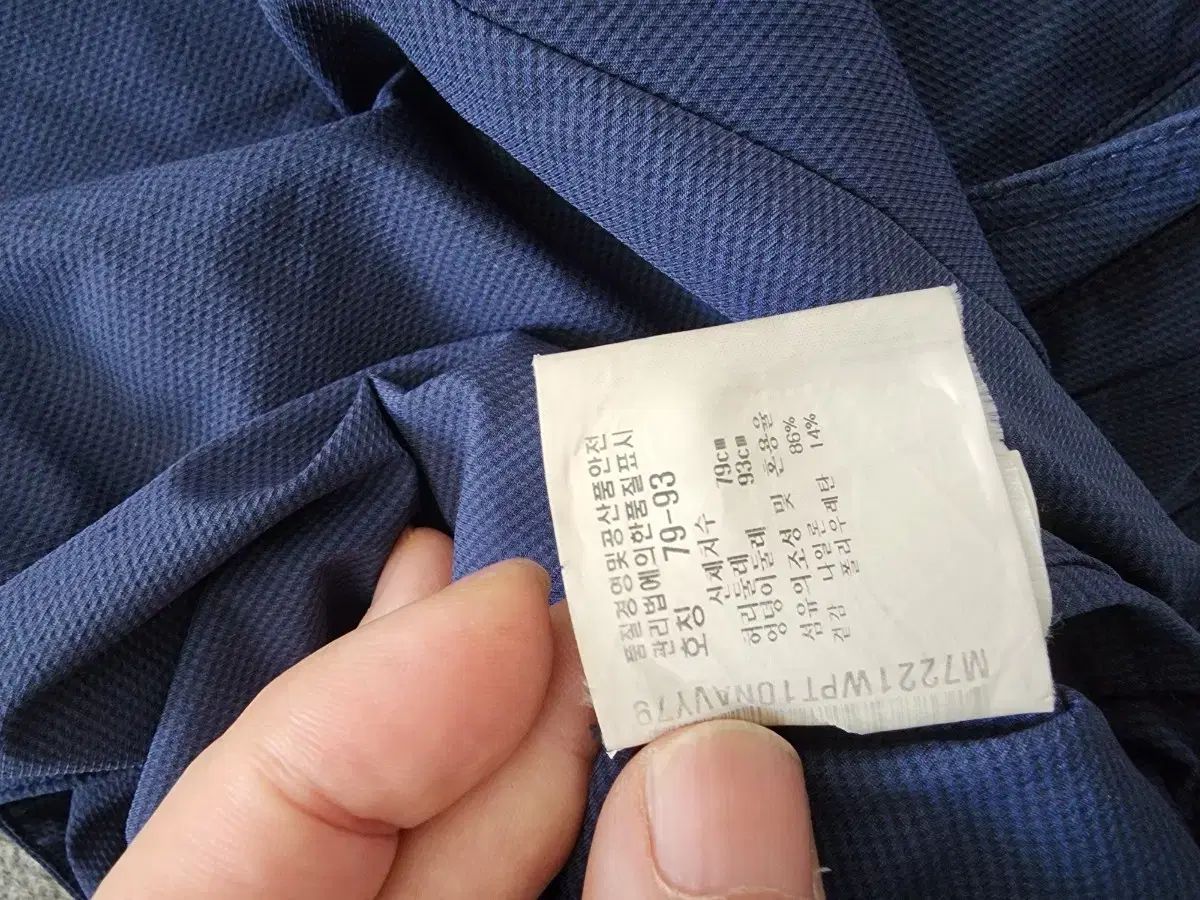 품질경영및공산품안전
관리법에의한품질표시
호칭 79-93
신체치수
허리둘레 79cm
엉덩이둘레 93cm
섬유의조성 및 혼용율
겉감 나일론 86%
폴리우레탄 14%
M7221WPT10NAVY79